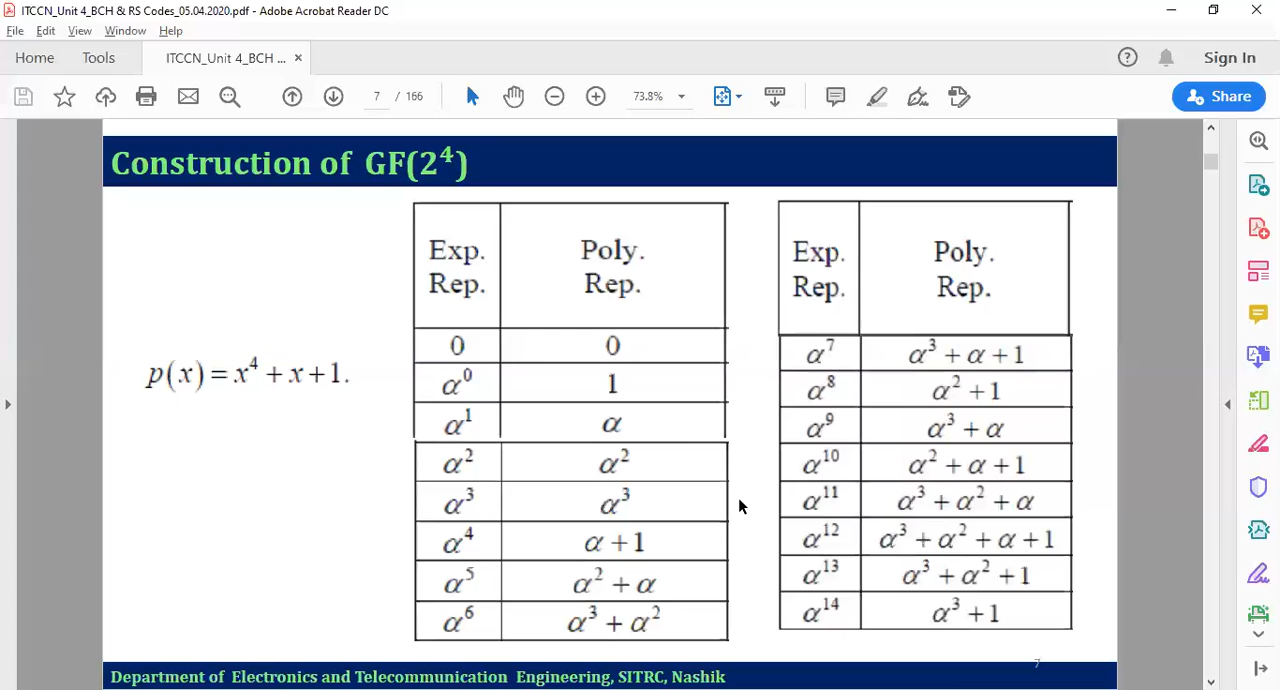 ITCCN_Unit 4_BCH & RS Codes_05.04.2020.pdf - Adobe Acrobat Reader DC
File Edit View Window Help
Home Tools ITCCN_Unit 4_BCH ... × Sign In
7 / 166 73.8% Share
Construction of GF(2⁴)
p(x) = x⁴ + x + 1.
Exp. Rep. Poly. Rep.
0 0
α⁰ 1
α¹ α
α² α²
α³ α³
α⁴ α + 1
α⁵ α² + α
α⁶ α³ + α²
Exp. Rep. Poly. Rep.
α⁷ α³ + α + 1
α⁸ α² + 1
α⁹ α³ + α
α¹⁰ α² + α + 1
α¹¹ α³ + α² + α
α¹² α³ + α² + α + 1
α¹³ α³ + α² + 1
α¹⁴ α³ + 1
7
Department of Electronics and Telecommunication Engineering, SITRC, Nashik